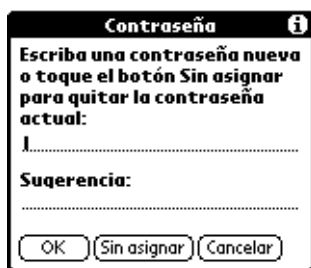 Contraseña
Escriba una contraseña nueva
o toque el botón Sin asignar
para quitar la contraseña
actual:
Sugerencia:
OK Sin asignar Cancelar